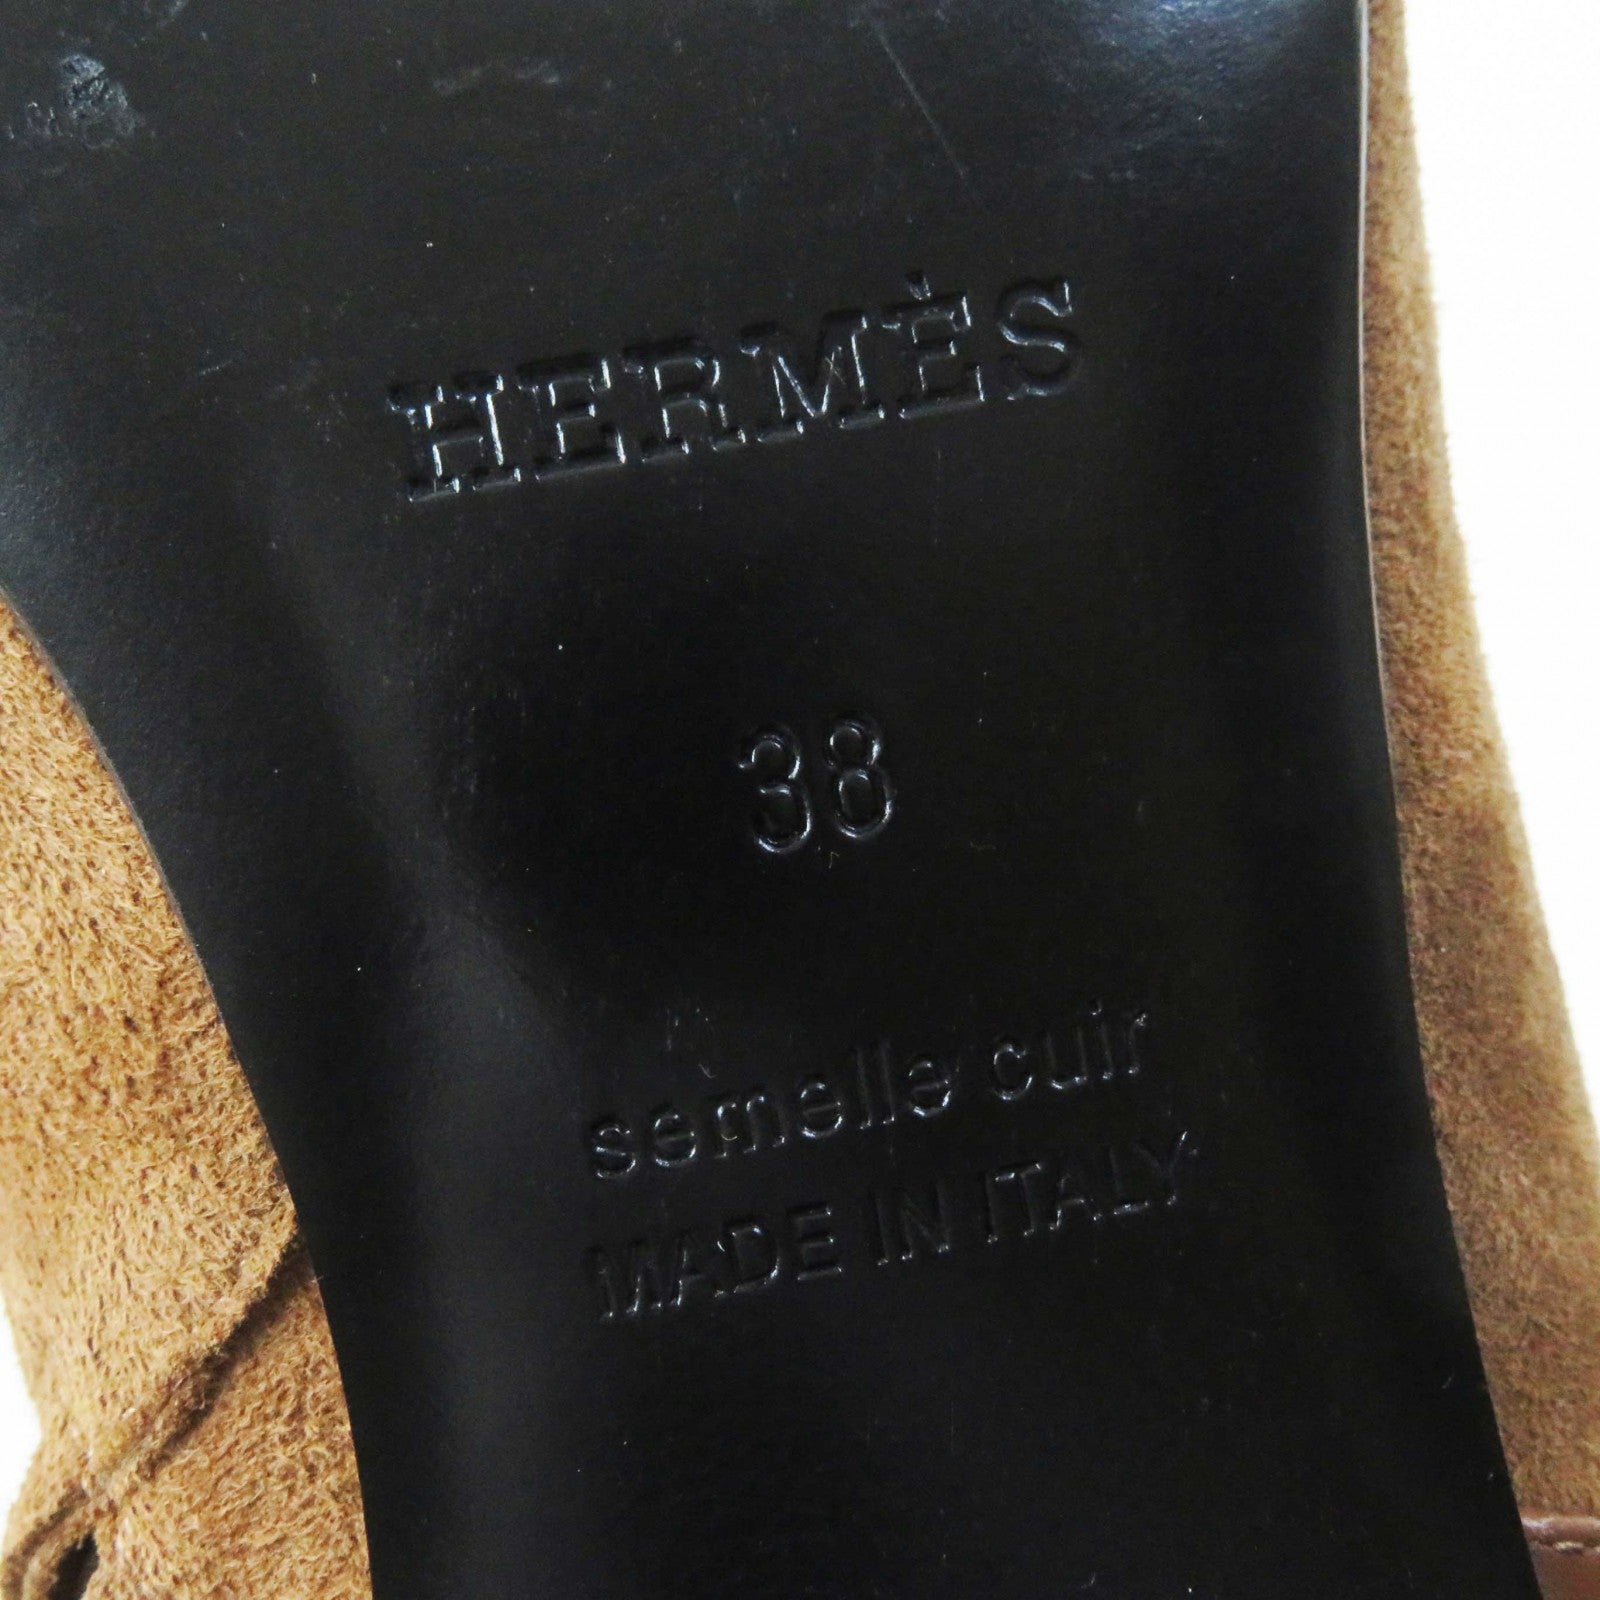 HERMÈS
38
semelle cuir
MADE IN ITALY